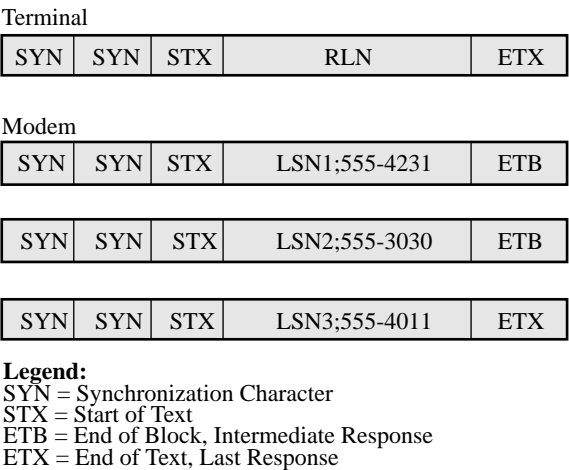 Terminal
SYN SYN STX RLN ETX
Modem
SYN SYN STX LSN1;555-4231 ETB
SYN SYN STX LSN2;555-3030 ETB
SYN SYN STX LSN3;555-4011 ETX
Legend:
SYN = Synchronization Character
STX = Start of Text
ETB = End of Block, Intermediate Response
ETX = End of Text, Last Response